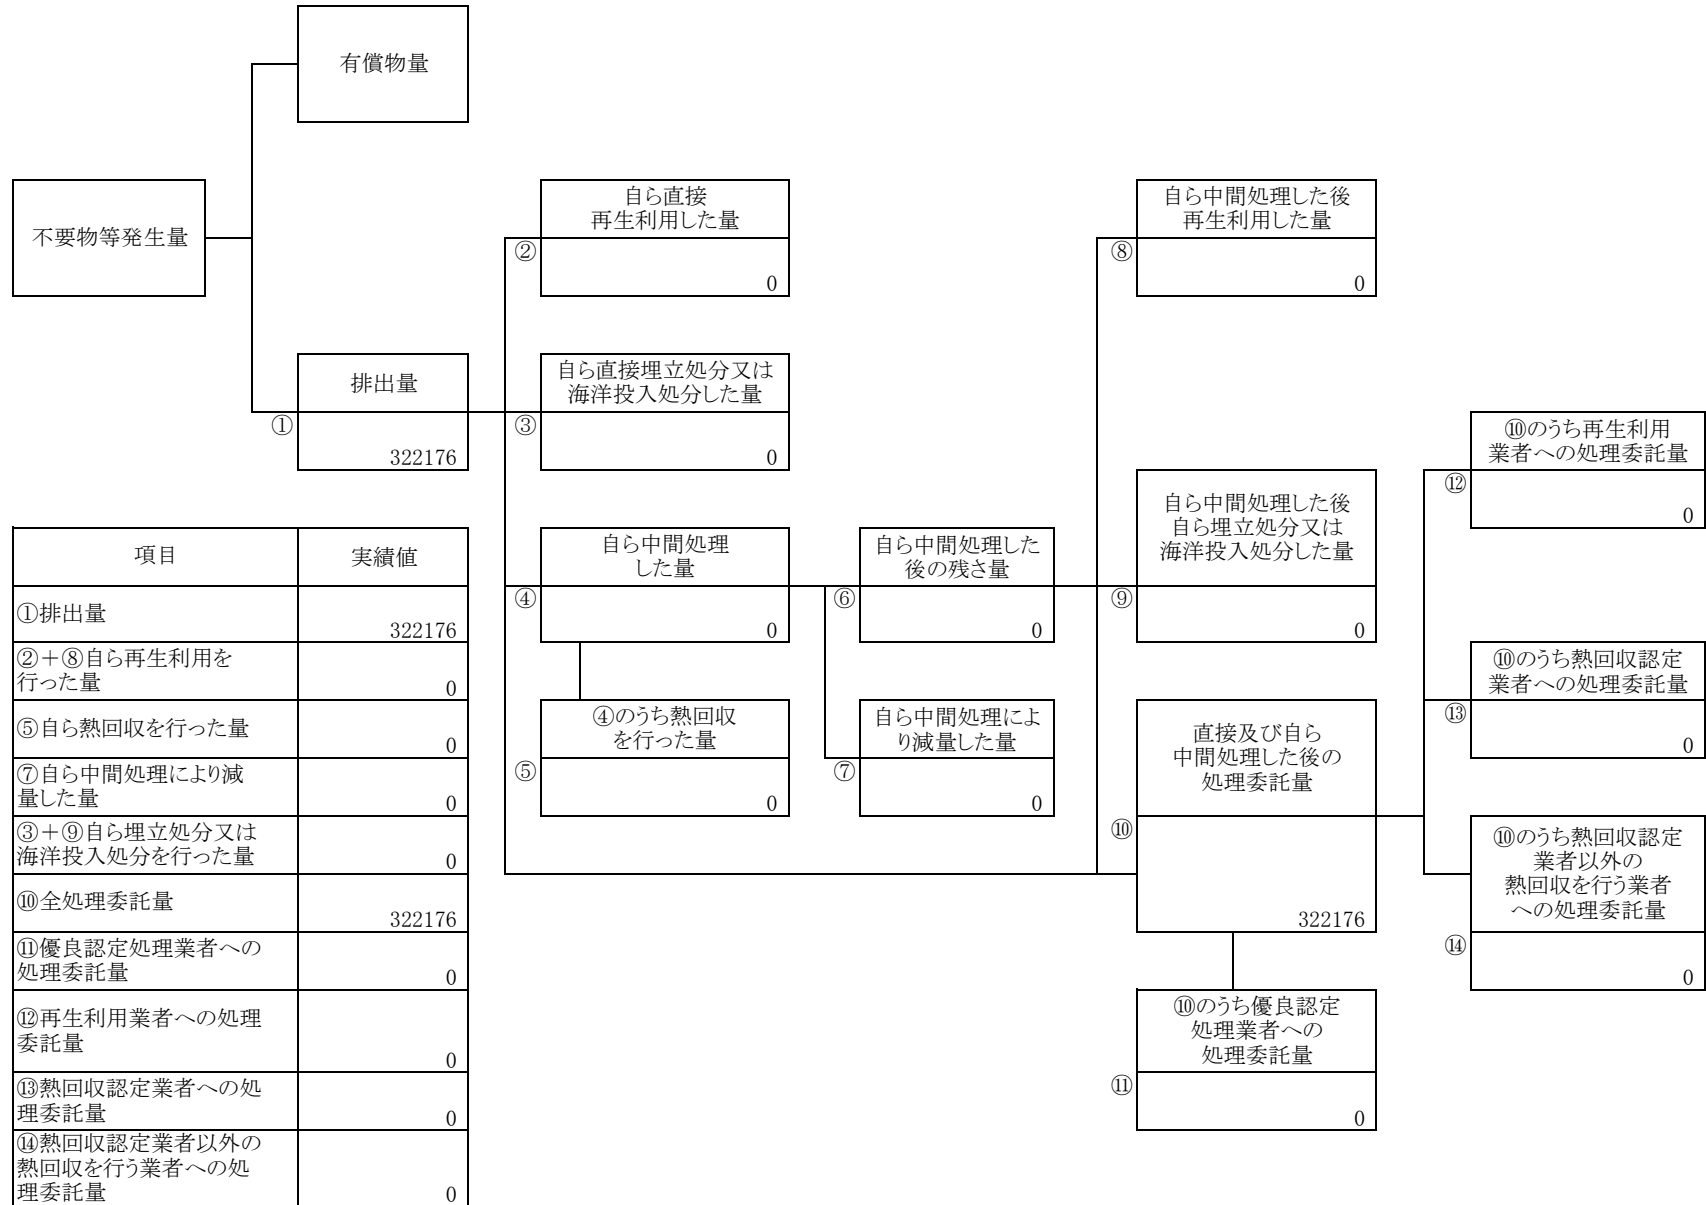 有償物量
不要物等発生量
自ら直接
再生利用した量
②
0
自ら中間処理した後
再生利用した量
⑧
0
排出量
①
322176
自ら直接埋立処分又は
海洋投入処分した量
③
0
⑩のうち再生利用
業者への処理委託量
⑫
0
自ら中間処理した後
自ら埋立処分又は
海洋投入処分した量
⑨
0
自ら中間処理
した量
④
0
自ら中間処理した
後の残さ量
⑥
0
⑩のうち熱回収認定
業者への処理委託量
⑬
0
④のうち熱回収
を行った量
⑤
0
自ら中間処理によ
り減量した量
⑦
0
直接及び自ら
中間処理した後の
処理委託量
⑩
322176
⑩のうち熱回収認定
業者以外の
熱回収を行う業者
への処理委託量
⑭
0
⑩のうち優良認定
処理業者への
処理委託量
⑪
0
項目 実績値
①排出量
322176
②+⑧自ら再生利用を
行った量
0
⑤自ら熱回収を行った量
0
⑦自ら中間処理により減
量した量
0
③+⑨自ら埋立処分又は
海洋投入処分を行った量
0
⑩全処理委託量
322176
⑪優良認定処理業者への
処理委託量
0
⑫再生利用業者への処理
委託量
0
⑬熱回収認定業者への処
理委託量
0
⑭熱回収認定業者以外の
熱回収を行う業者への処
理委託量
0